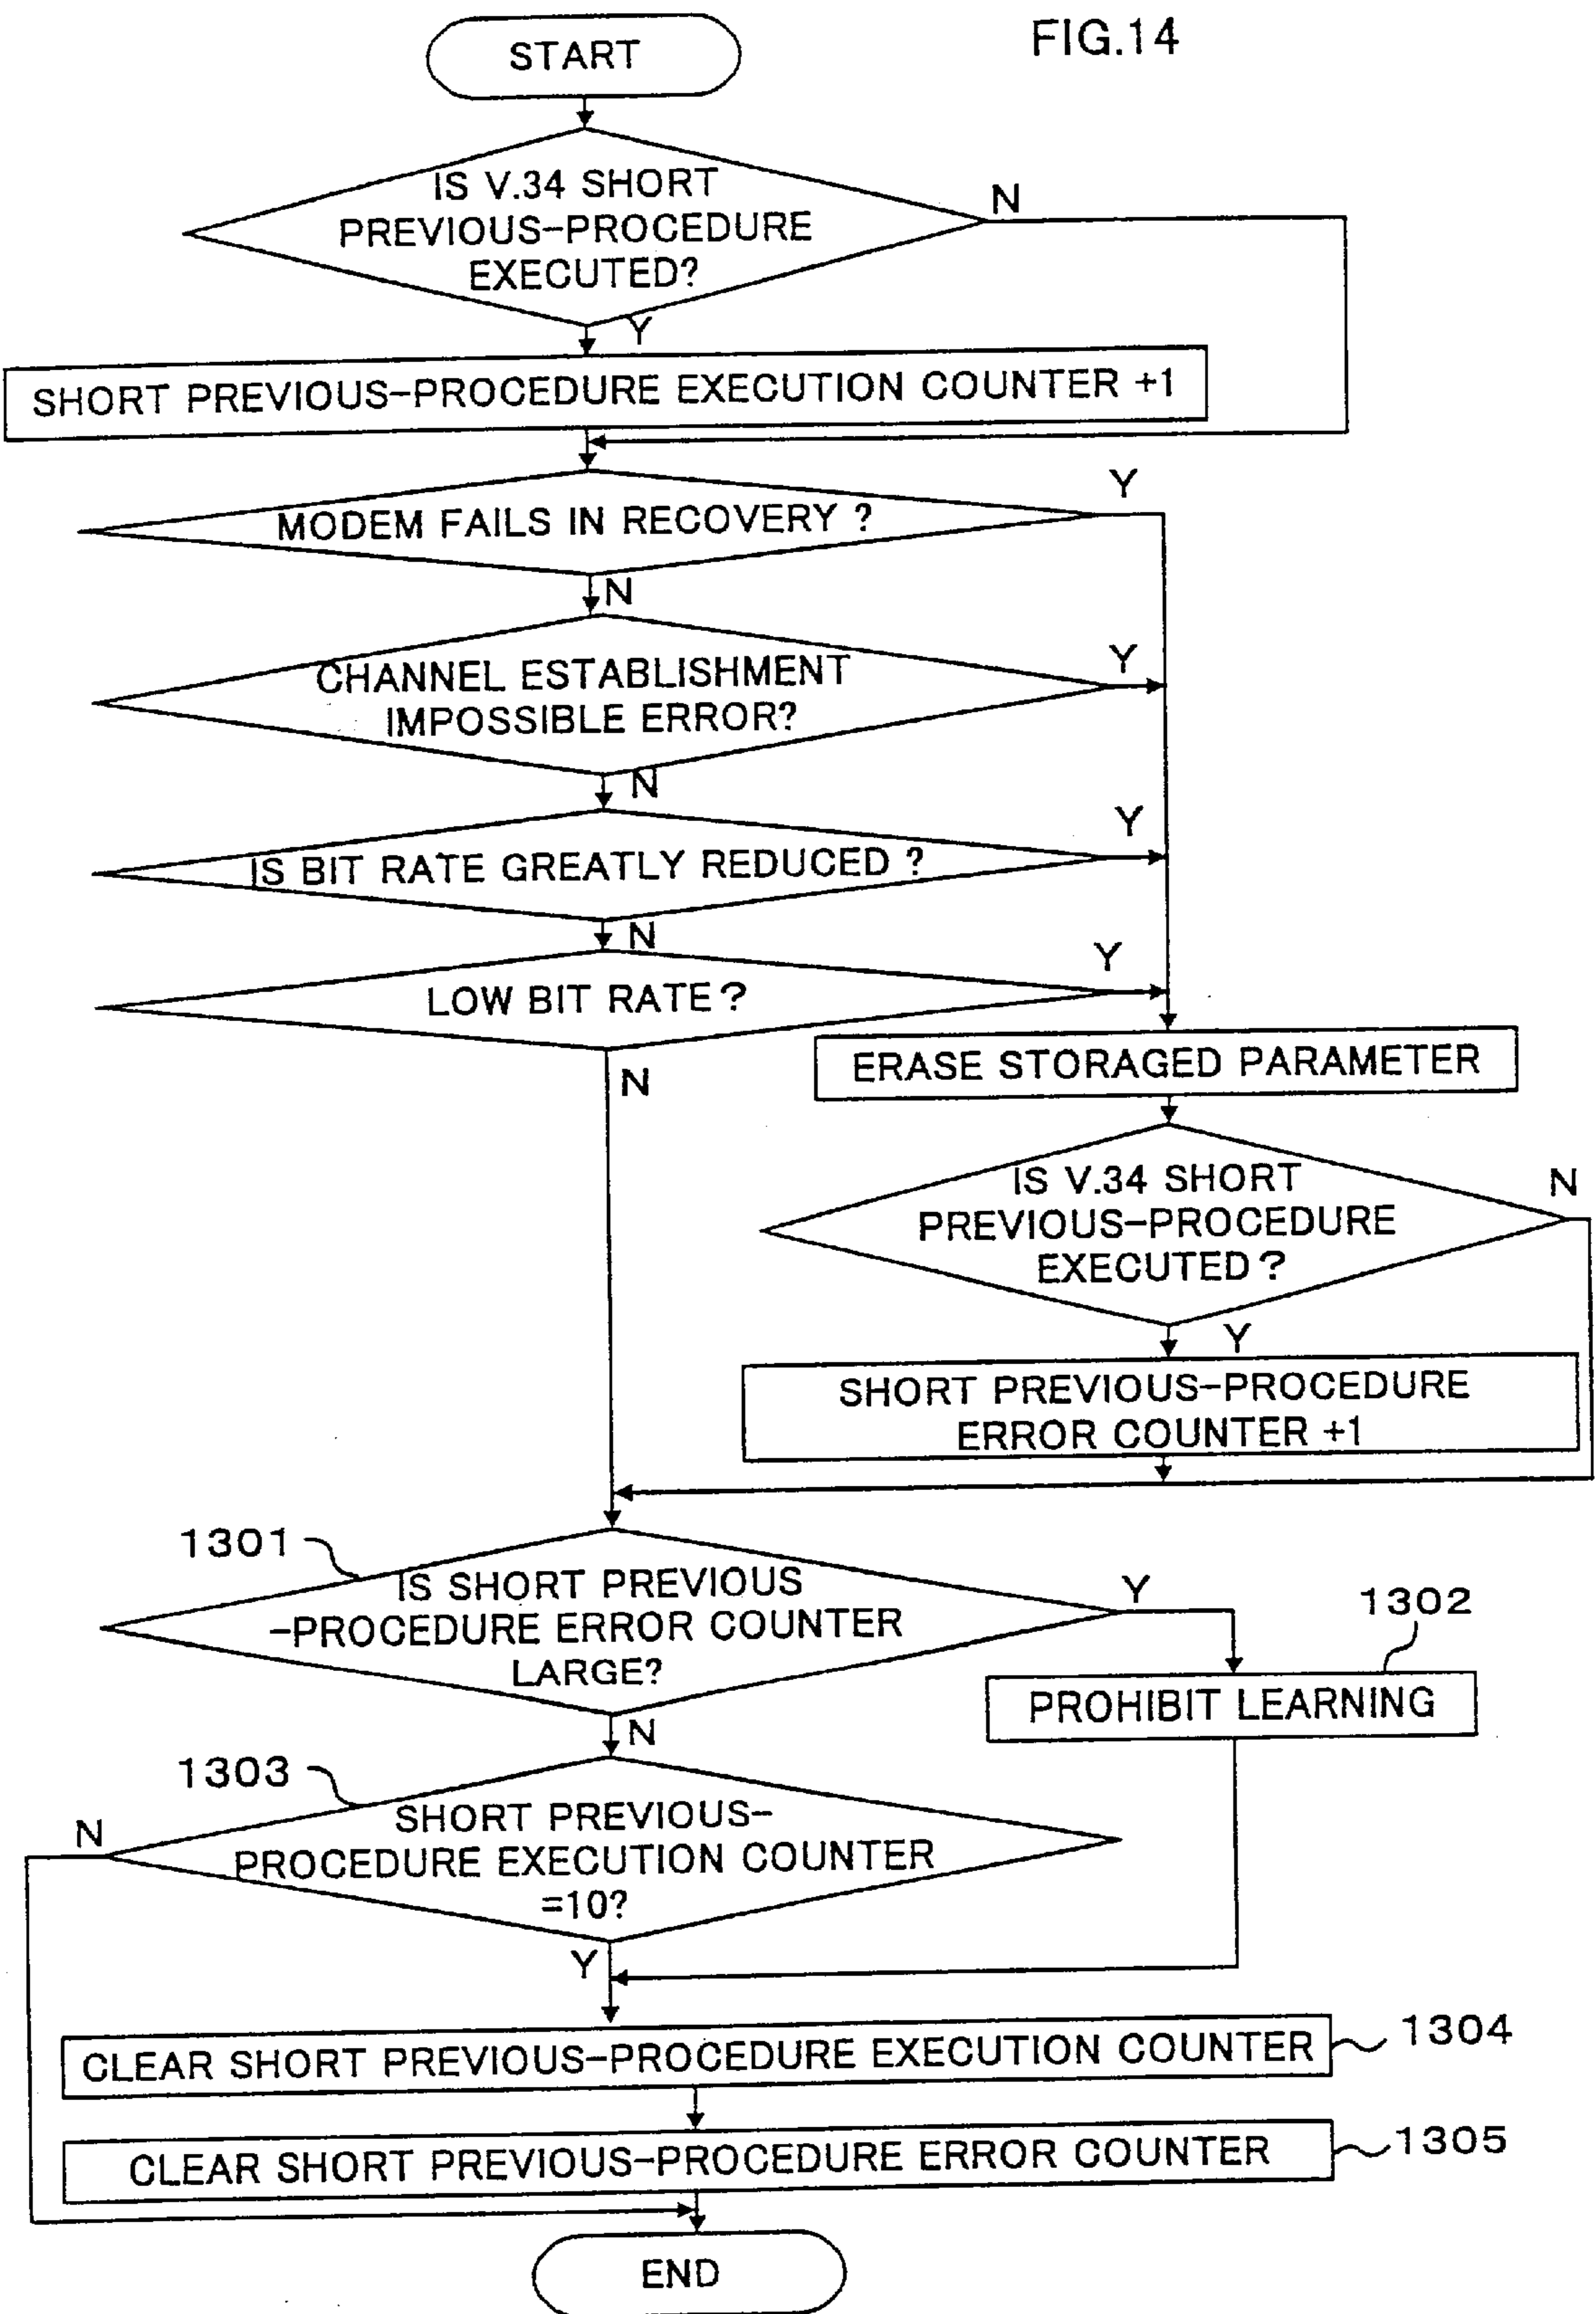 FIG.14
START
IS V.34 SHORT
PREVIOUS-PROCEDURE
EXECUTED?
N
Y
SHORT PREVIOUS-PROCEDURE EXECUTION COUNTER +1
MODEM FAILS IN RECOVERY ?
Y
N
CHANNEL ESTABLISHMENT
IMPOSSIBLE ERROR?
Y
N
IS BIT RATE GREATLY REDUCED ?
Y
N
LOW BIT RATE?
Y
N
ERASE STORAGED PARAMETER
IS V.34 SHORT
PREVIOUS-PROCEDURE
EXECUTED?
N
Y
SHORT PREVIOUS-PROCEDURE
ERROR COUNTER +1
1301
IS SHORT PREVIOUS
-PROCEDURE ERROR COUNTER
LARGE?
Y
N
1302
PROHIBIT LEARNING
1303
SHORT PREVIOUS-
PROCEDURE EXECUTION COUNTER
=10?
N
Y
CLEAR SHORT PREVIOUS-PROCEDURE EXECUTION COUNTER
1304
CLEAR SHORT PREVIOUS-PROCEDURE ERROR COUNTER
1305
END